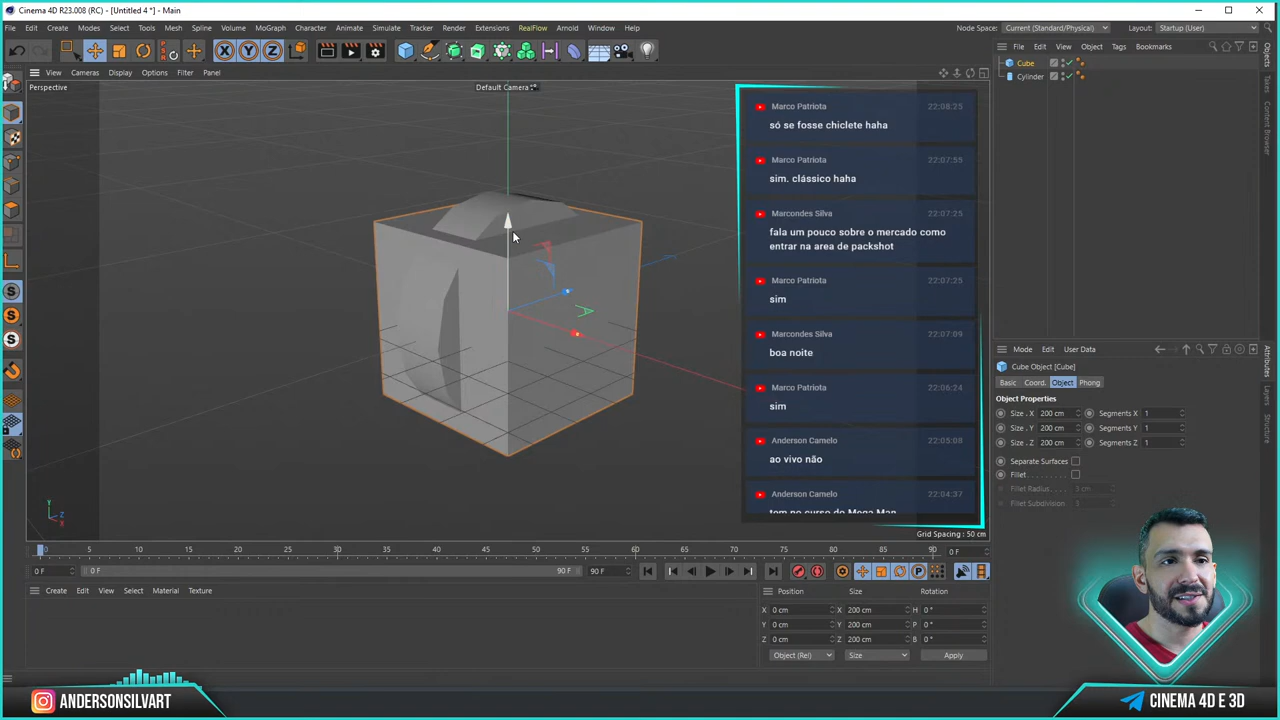 Cinema 4D R23.008 (RC) - [Untitled 4 *] - Main
File Edit Create Modes Select Tools Mesh Spline Volume MoGraph Character Animate Simulate Tracker Render Extensions RealFlow Arnold Window Help
Node Space: Current (Standard/Physical) Layout: Startup (User)
View Cameras Display Options Filter Panel
File Edit View Object Tags Bookmarks
Perspective
Default Camera
Cube
Cylinder
Objects
Takes
Content Browser
Marco Patriota 22:08:25
só se fosse chiclete haha
Marco Patriota 22:07:55
sim. clássico haha
Marcondes Silva 22:07:25
fala um pouco sobre o mercado como
entrar na area de packshot
Marco Patriota 22:07:25
sim
Marcondes Silva 22:07:09
boa noite
Marco Patriota 22:06:24
sim
Anderson Camelo 22:05:08
ao vivo não
Anderson Camelo 22:04:37
tem no curso de Mega Man
Grid Spacing : 50 cm
Y
Z
X
Mode Edit User Data
Cube Object [Cube]
Basic Coord. Object Phong
Object Properties
Size . X 200 cm Segments X 1
Size . Y 200 cm Segments Y 1
Size . Z 200 cm Segments Z 1
Separate Surfaces
Fillet
Fillet Radius 5 cm
Fillet Subdivision
Attributes
Layers
Structure
0 5 10 15 20 25 30 35 40 45 50 55 60 65 70 75 80 85 90 0 F
0 F 0 F 90 F 90 F
Create Edit View Select Material Texture
Position Size Rotation
X 0 cm X 200 cm H 0 °
Y 0 cm Y 200 cm P 0 °
Z 0 cm Z 200 cm B 0 °
Object (Rel) Size Apply
ANDERSONSILVART
CINEMA 4D E 3D